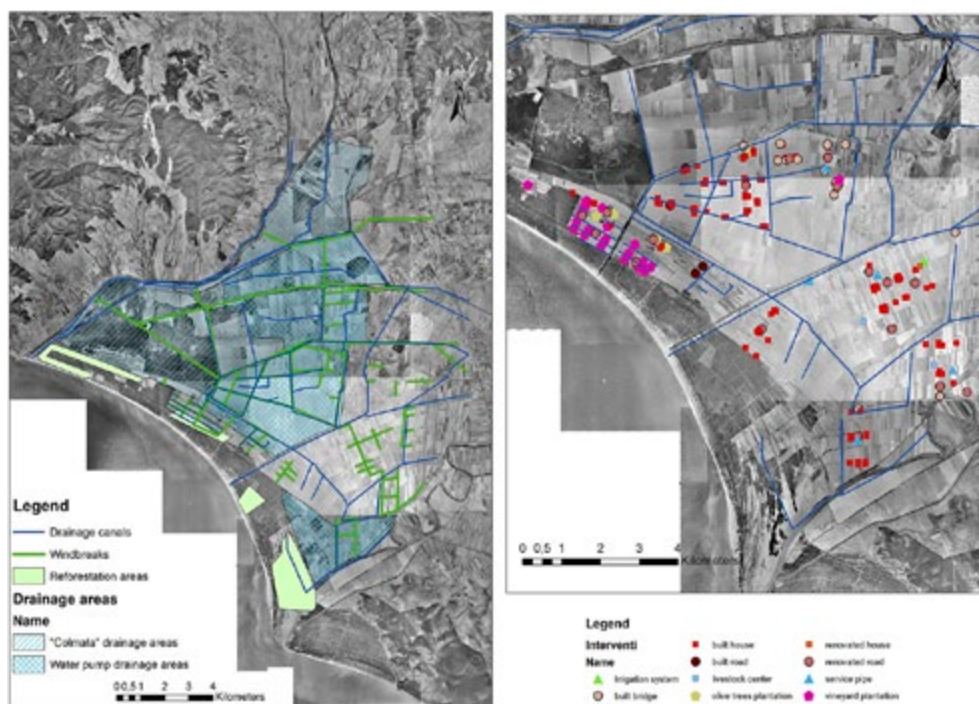 Legend
Drainage canals
Windbreaks
Reforestation areas
Drainage areas
Name
"Colmata" drainage areas
Water pump drainage areas
0 0,5 1 2 3 4
Kilometers
0 0,5 1 2 3 4
Kilometers
Legend
Interventi
Name
Irrigation system
built bridge
built house
built road
livestock center
olive trees plantation
renovated house
renovated road
service pipe
vineyard plantation